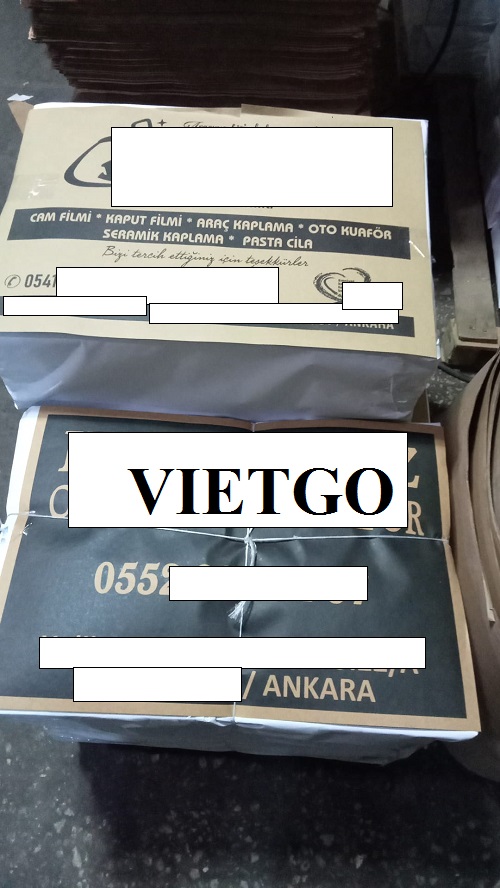 CAM FİLMİ * KAPUT FİLMİ * ARAÇ KAPLAMA * OTO KUAFÖR
SERAMİK KAPLAMA * PASTA CİLA
Bizi tercih ettiğiniz için teşekkürler
0541
/ ANKARA
VIETGO
0552
/ ANKARA